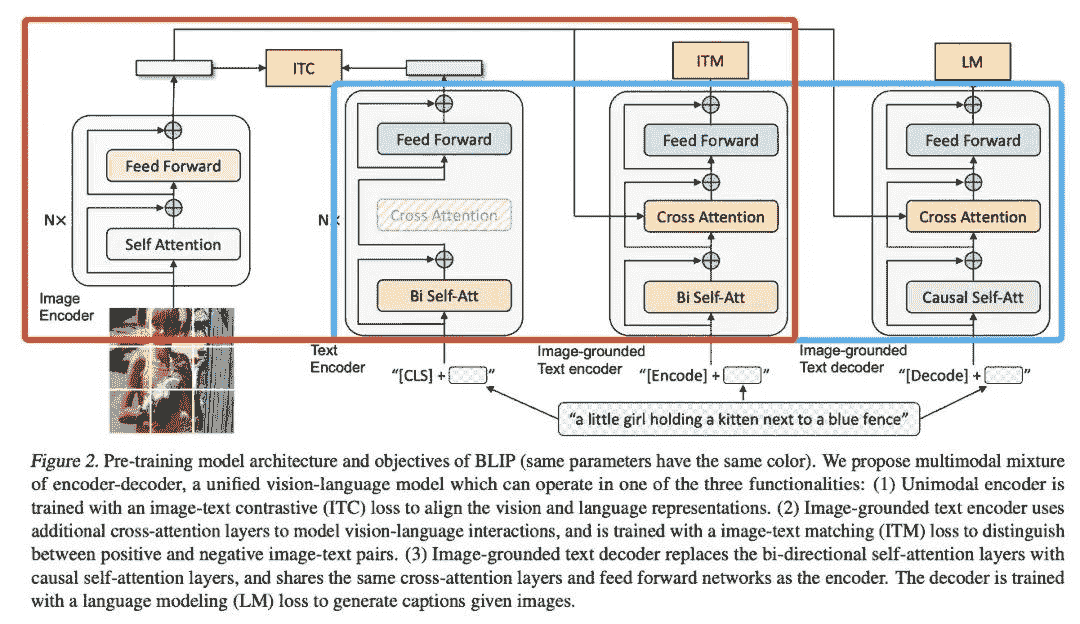 ITC
ITM
LM
Feed Forward
Feed Forward
Feed Forward
Feed Forward
N×
N×
Cross Attention
Cross Attention
Cross Attention
Self Attention
Bi Self-Att
Bi Self-Att
Causal Self-Att
Image
Encoder
Text
Encoder
Image-grounded
Text encoder
Image-grounded
Text decoder
“[CLS] + ”
“[Encode] + ”
“[Decode] + ”
“a little girl holding a kitten next to a blue fence”
Figure 2. Pre-training model architecture and objectives of BLIP (same parameters have the same color). We propose multimodal mixture
of encoder-decoder, a unified vision-language model which can operate in one of the three functionalities: (1) Unimodal encoder is
trained with an image-text contrastive (ITC) loss to align the vision and language representations. (2) Image-grounded text encoder uses
additional cross-attention layers to model vision-language interactions, and is trained with a image-text matching (ITM) loss to distinguish
between positive and negative image-text pairs. (3) Image-grounded text decoder replaces the bi-directional self-attention layers with
causal self-attention layers, and shares the same cross-attention layers and feed forward networks as the encoder. The decoder is trained
with a language modeling (LM) loss to generate captions given images.